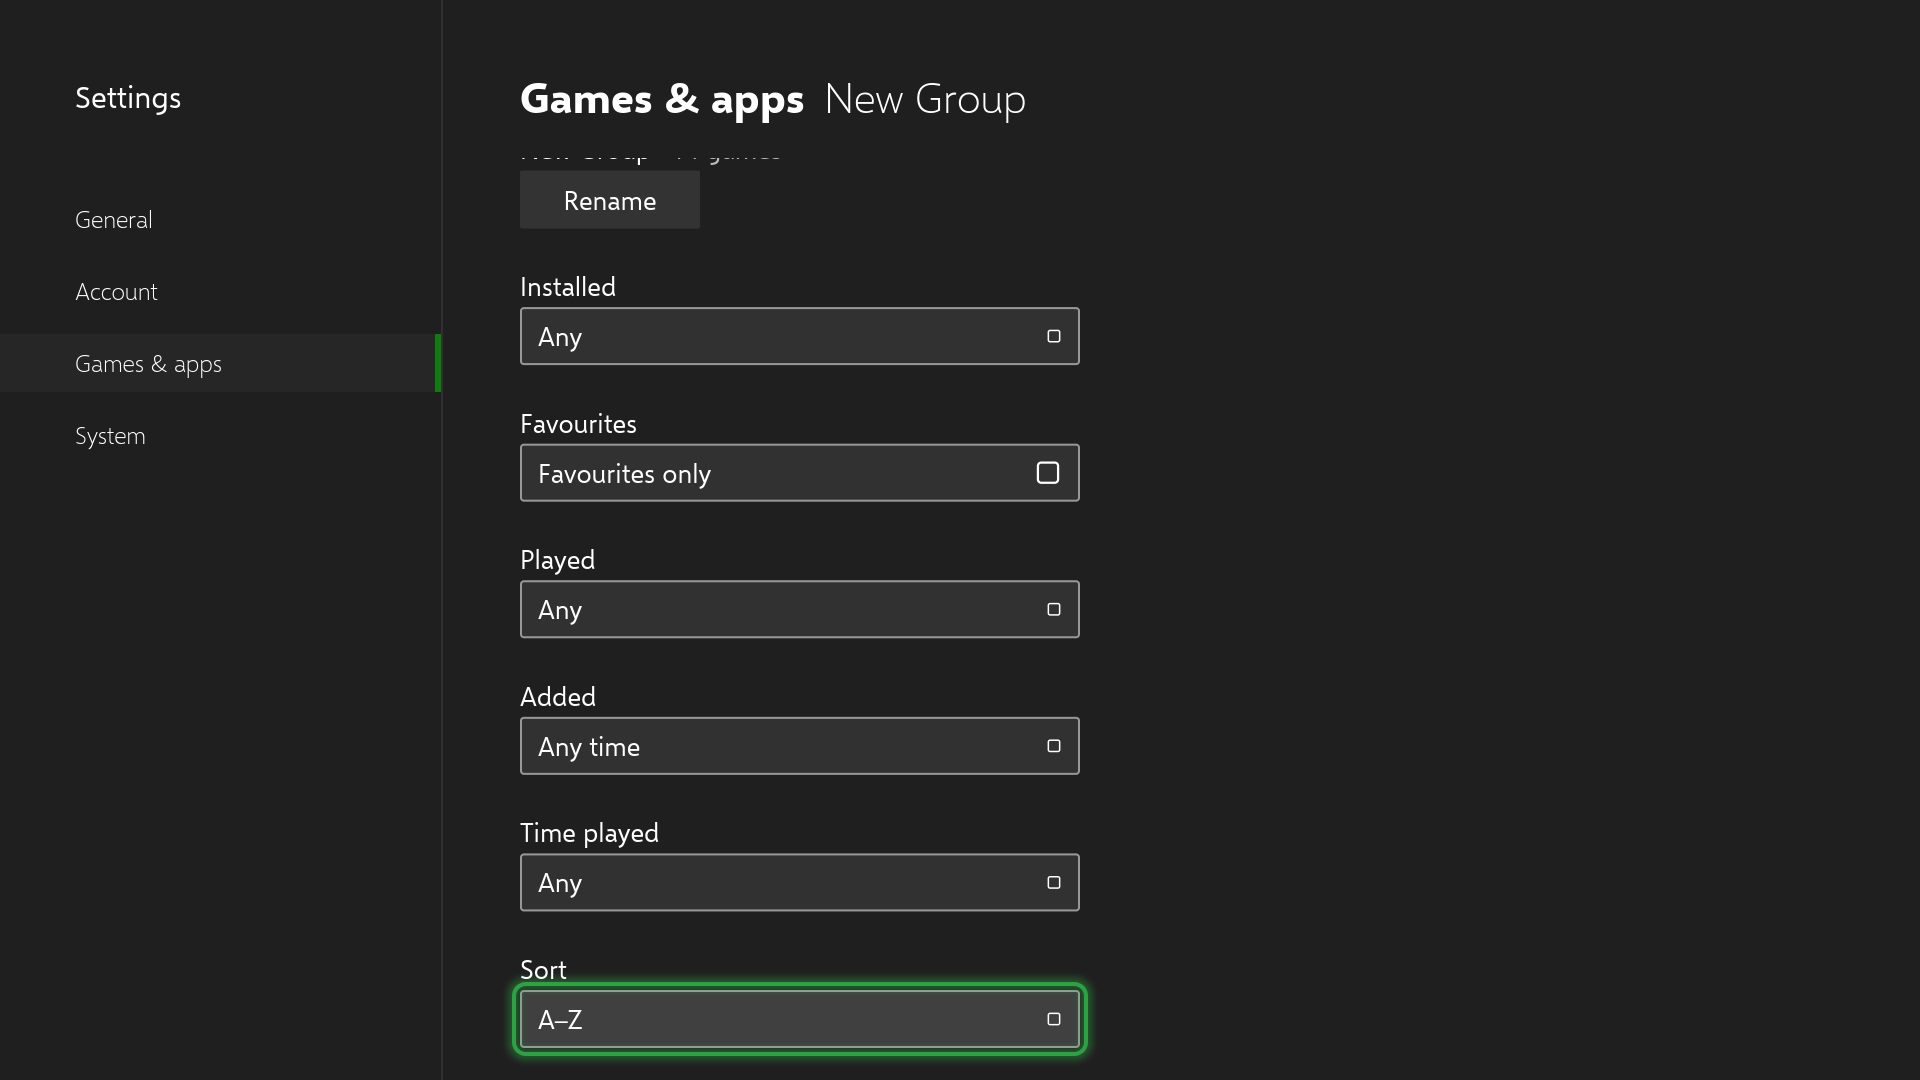 Settings
General
Account
Games & apps
System
Games & apps New Group
Rename
Installed
Any
Favourites
Favourites only
Played
Any
Added
Any time
Time played
Any
Sort
A–Z